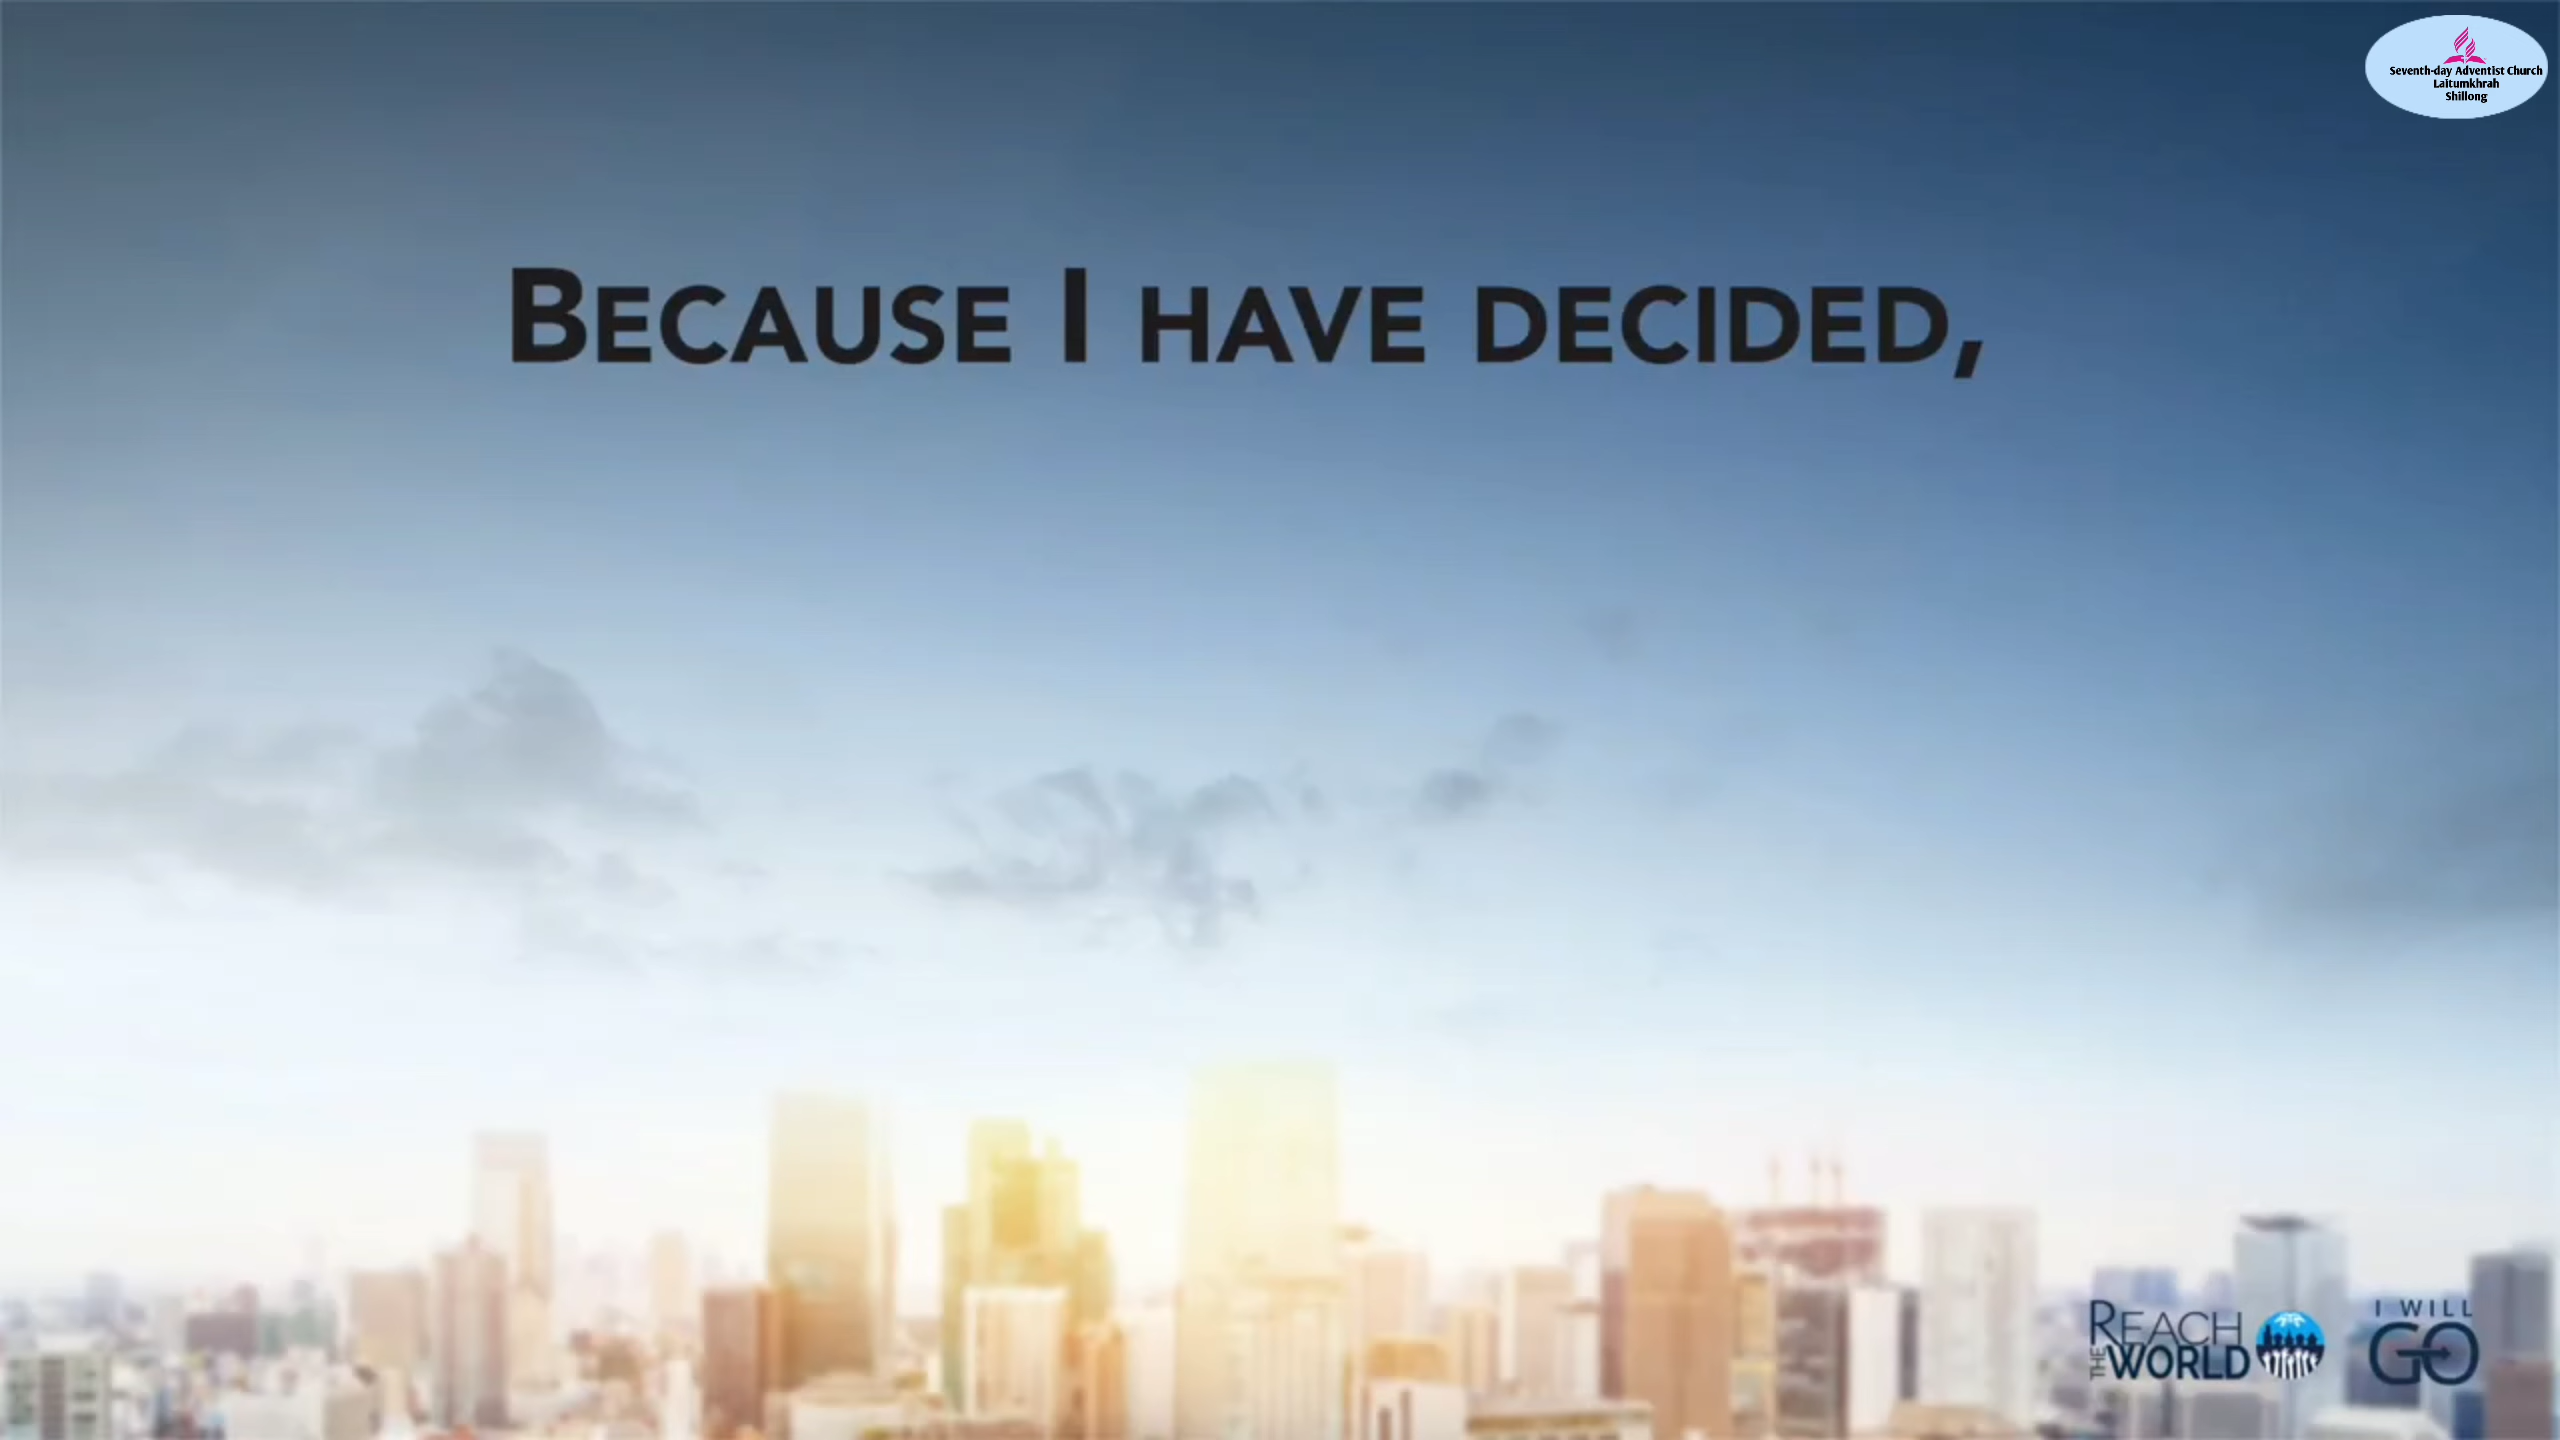 Seventh-day Adventist Church
Laitumkhrah
Shillong
BECAUSE I HAVE DECIDED,
REACH
THE WORLD
I WILL
GO